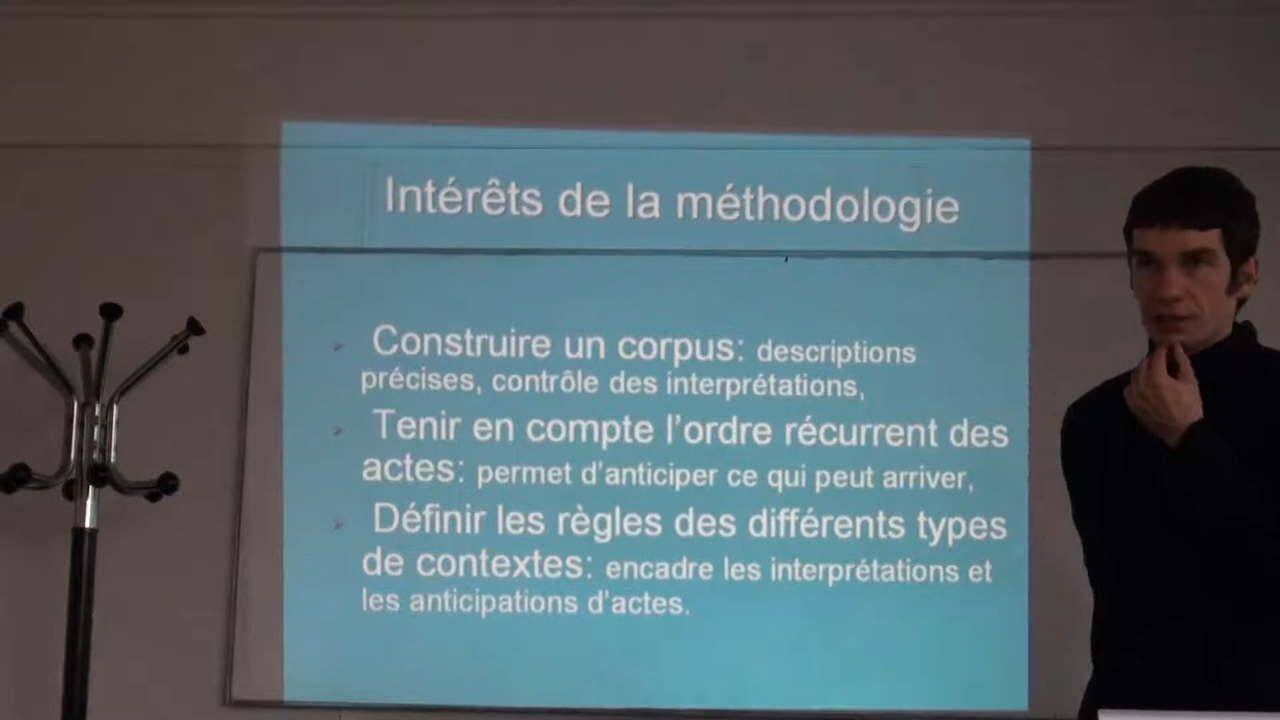 Intérêts de la méthodologie
Construire un corpus: descriptions
précises, contrôle des interprétations,
Tenir en compte l'ordre récurrent des
actes: permet d'anticiper ce qui peut arriver,
Définir les règles des différents types
de contextes: encadre les interprétations et
les anticipations d'actes.